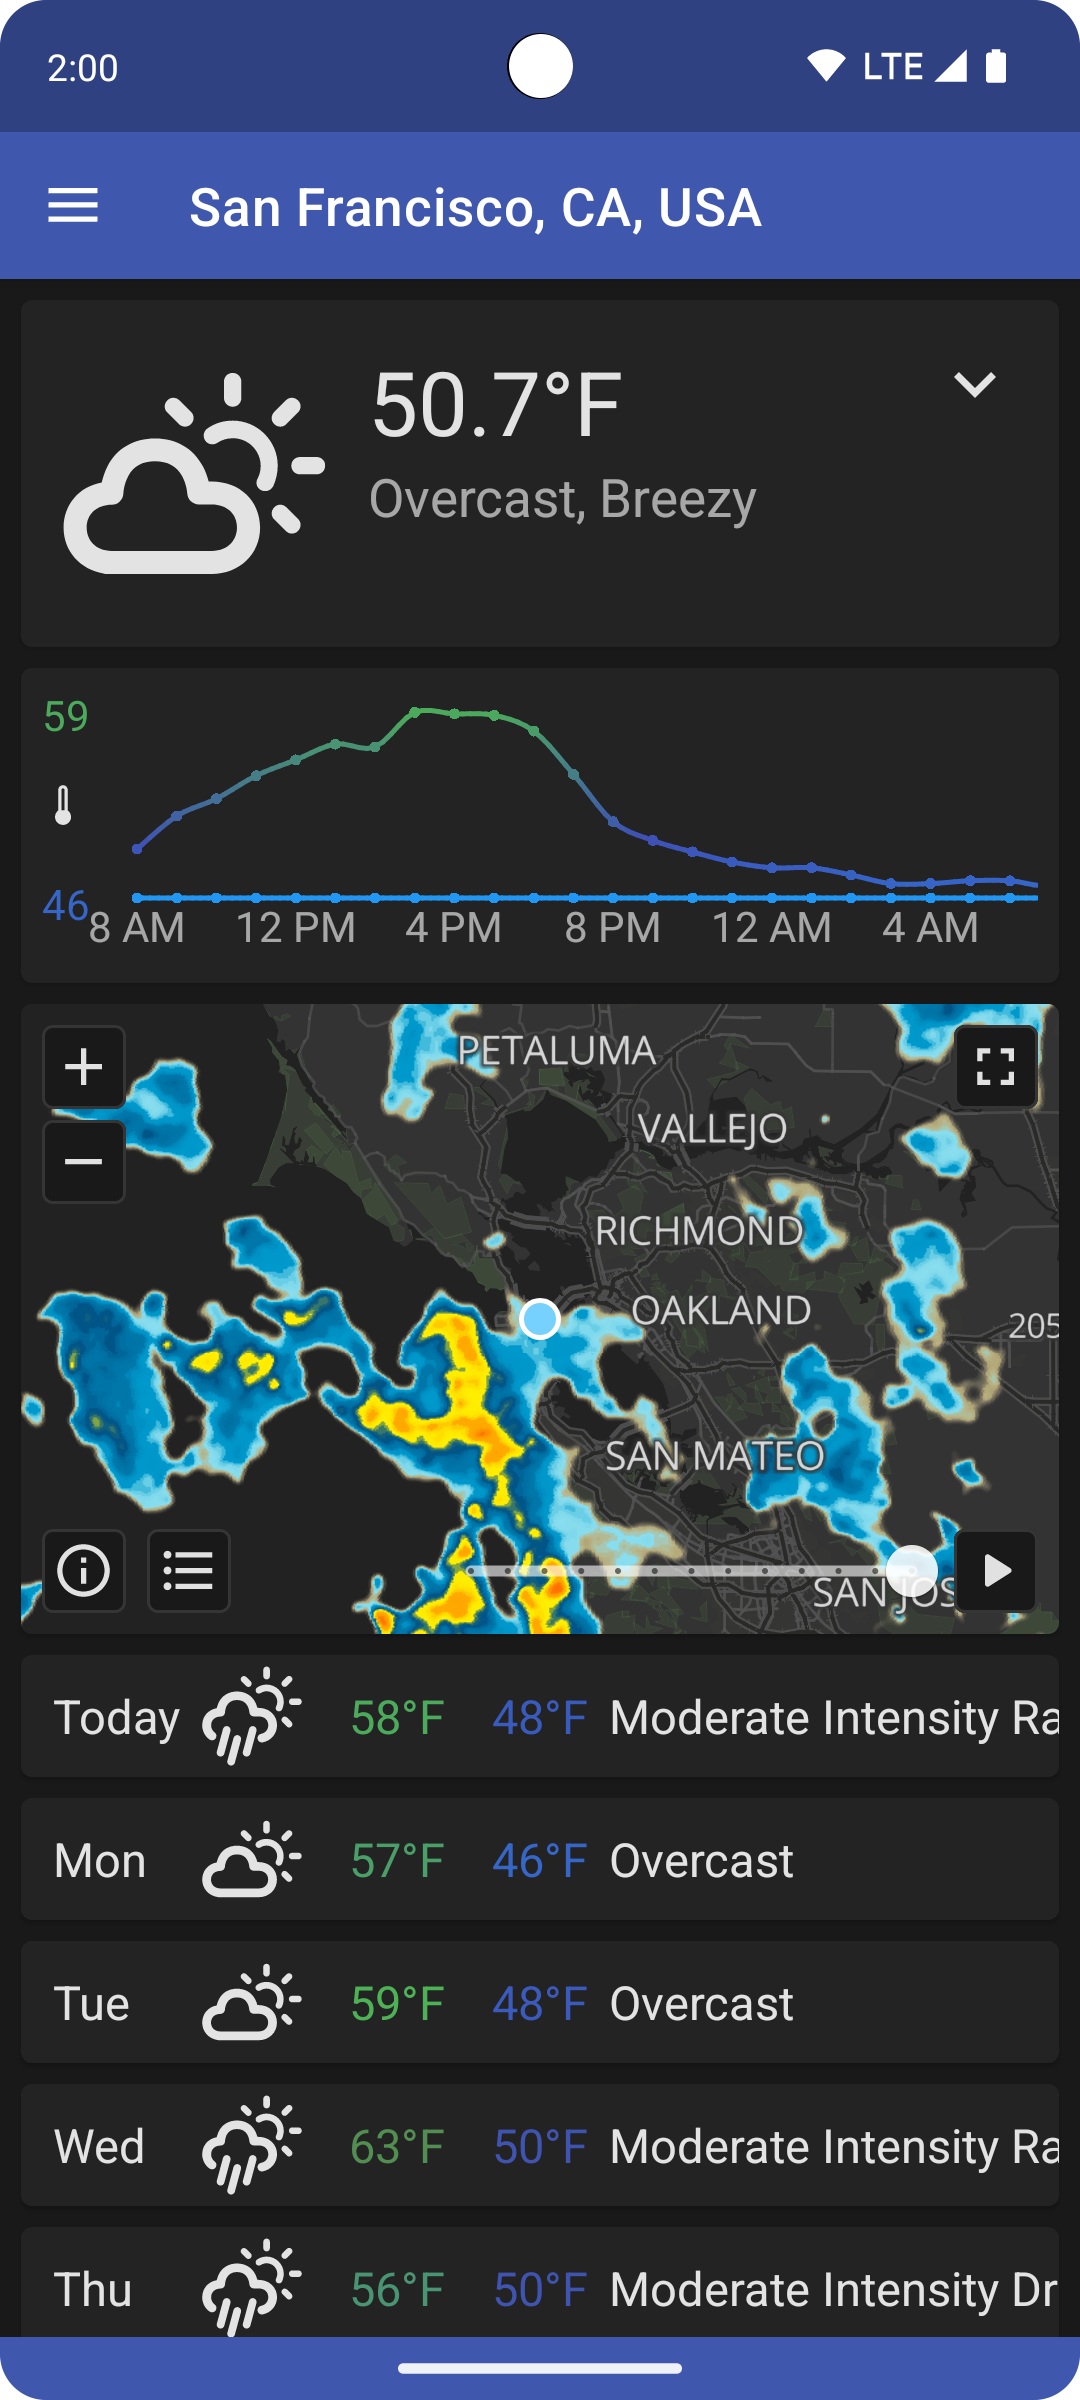 2:00 LTE
San Francisco, CA, USA
50.7°F
Overcast, Breezy
59
46
8 AM 12 PM 4 PM 8 PM 12 AM 4 AM
PETALUMA
VALLEJO
RICHMOND
OAKLAND
205
SAN MATEO
SAN JOS
Today 58°F 48°F Moderate Intensity Ra
Mon 57°F 46°F Overcast
Tue 59°F 48°F Overcast
Wed 63°F 50°F Moderate Intensity Ra
Thu 56°F 50°F Moderate Intensity Dr